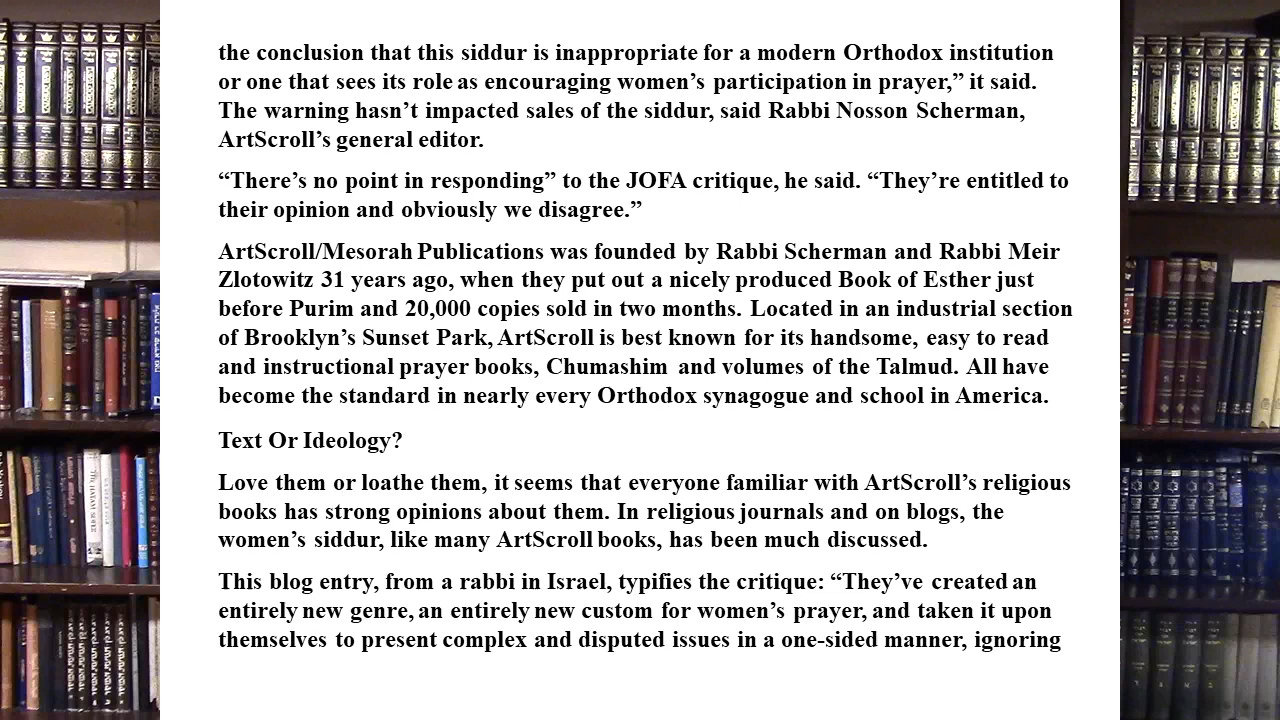 the conclusion that this siddur is inappropriate for a modern Orthodox institution
or one that sees its role as encouraging women’s participation in prayer,” it said.
The warning hasn’t impacted sales of the siddur, said Rabbi Nosson Scherman,
ArtScroll’s general editor.
“There’s no point in responding” to the JOFA critique, he said. “They’re entitled to
their opinion and obviously we disagree.”
ArtScroll/Mesorah Publications was founded by Rabbi Scherman and Rabbi Meir
Zlotowitz 31 years ago, when they put out a nicely produced Book of Esther just
before Purim and 20,000 copies sold in two months. Located in an industrial section
of Brooklyn’s Sunset Park, ArtScroll is best known for its handsome, easy to read
and instructional prayer books, Chumashim and volumes of the Talmud. All have
become the standard in nearly every Orthodox synagogue and school in America.
Text Or Ideology?
Love them or loathe them, it seems that everyone familiar with ArtScroll’s religious
books has strong opinions about them. In religious journals and on blogs, the
women’s siddur, like many ArtScroll books, has been much discussed.
This blog entry, from a rabbi in Israel, typifies the critique: “They’ve created an
entirely new genre, an entirely new custom for women’s prayer, and taken it upon
themselves to present complex and disputed issues in a one-sided manner, ignoring